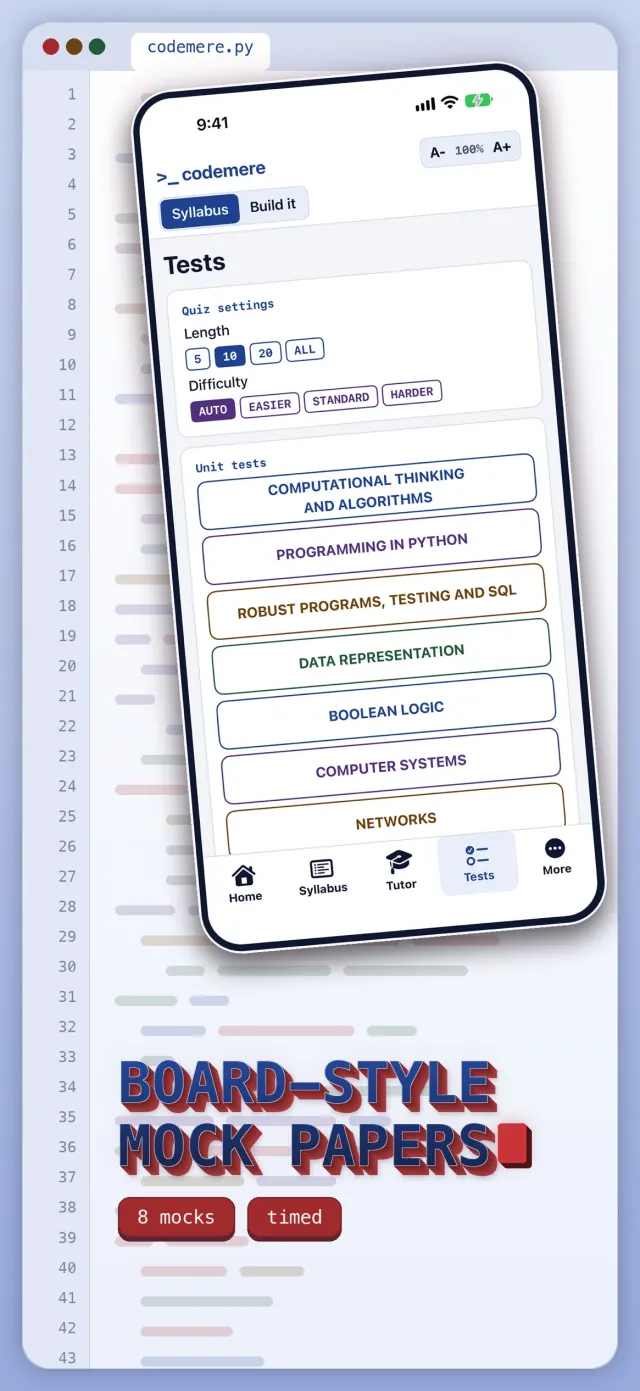 codemere.py
1
2
3
4
5
6
7
8
9
10
11
12
13
14
15
16
17
18
19
20
21
22
23
24
25
26
27
28
29
30
31
32
33
34
35
36
37
38
39
40
41
42
43
9:41
>_codemere
A- 100% A+
Syllabus Build it
Tests
Quiz settings
Length
5 10 20 ALL
Difficulty
AUTO EASIER STANDARD HARDER
Unit tests
COMPUTATIONAL THINKING
AND ALGORITHMS
PROGRAMMING IN PYTHON
ROBUST PROGRAMS, TESTING AND SQL
DATA REPRESENTATION
BOOLEAN LOGIC
COMPUTER SYSTEMS
NETWORKS
Home Syllabus Tutor Tests More
BOARD-STYLE
MOCK PAPERS
8 mocks timed